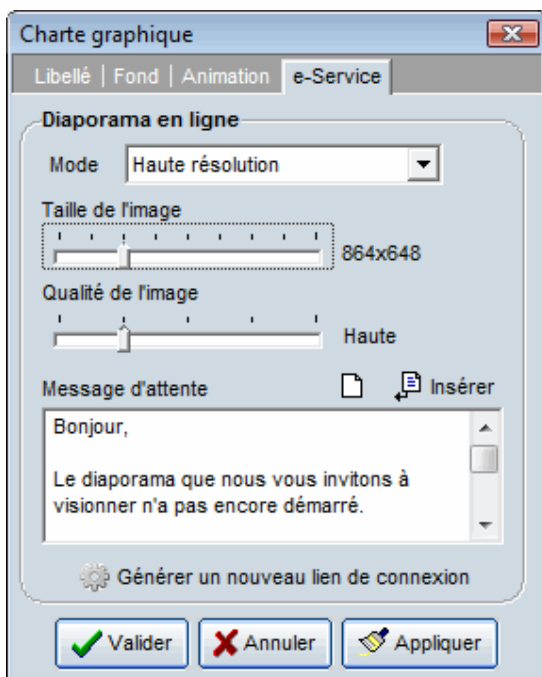 Charte graphique
Libellé | Fond | Animation | e-Service
Diaporama en ligne
Mode Haute résolution
Taille de l'image
864x648
Qualité de l'image
Haute
Message d'attente Insérer
Bonjour,
Le diaporama que nous vous invitons à
visionner n'a pas encore démarré.
Générer un nouveau lien de connexion
Valider Annuler Appliquer